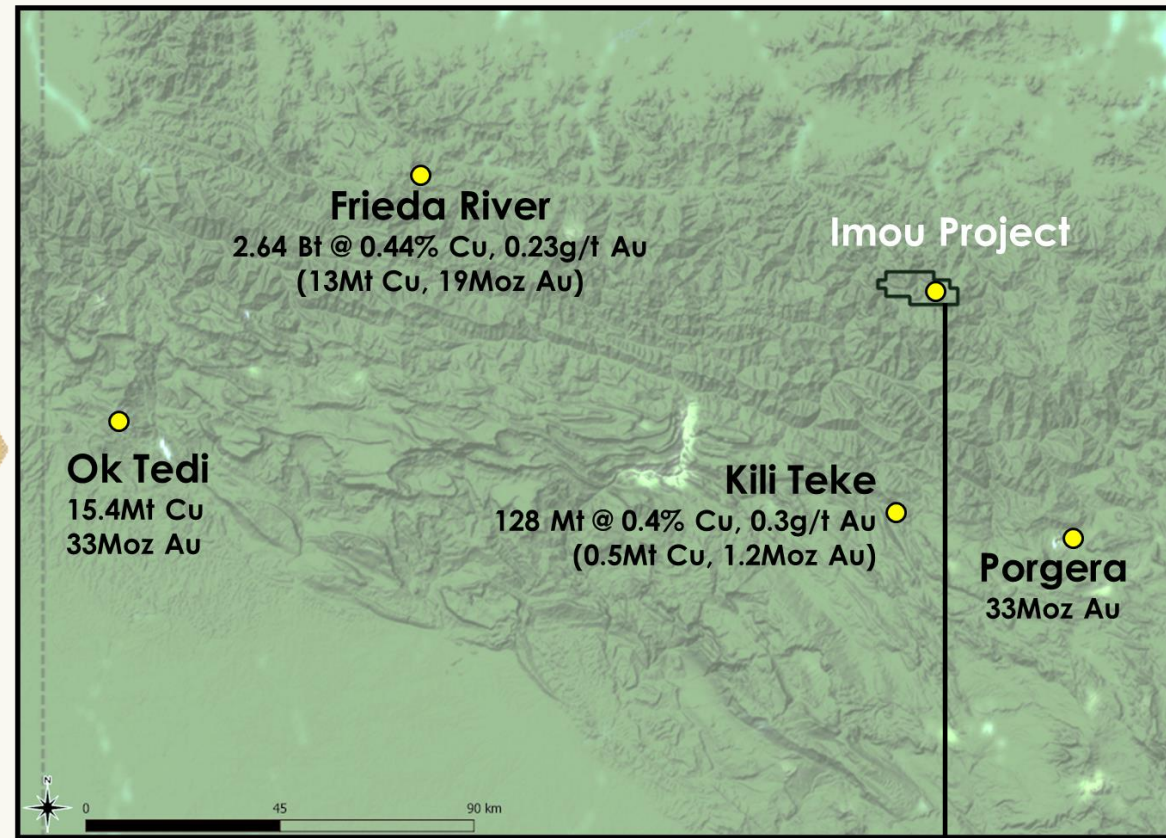 Frieda River
2.64 Bt @ 0.44% Cu, 0.23g/t Au
(13Mt Cu, 19Moz Au)
Imou Project
Ok Tedi
15.4Mt Cu
33Moz Au
Kili Teke
128 Mt @ 0.4% Cu, 0.3g/t Au
(0.5Mt Cu, 1.2Moz Au)
Porgera
33Moz Au
N
0 45 90 km